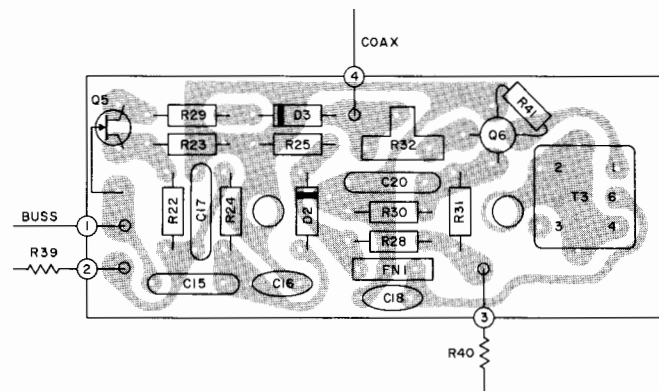 COAX
4
Q5
R29
D3
R41
R23
R25
R32
Q6
C20
2
1
T3
6
3
4
R22
C17
R24
D2
R30
R31
R28
BUSS
1
R39
2
C15
C16
FN1
C18
3
R40